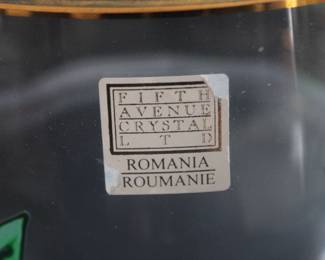 FIFTH
AVENUE
CRYSTAL
LTD
ROMANIA
ROUMANIE